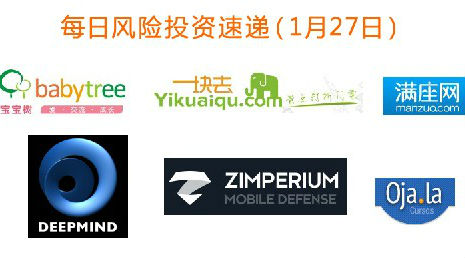 每日风险投资速递(1月27日)
babytree
宝宝树
一块去
Yikuaiqu.com
满座网
manzuo.com
DEEPMIND
ZIMPERIUM
MOBILE DEFENSE
Oja.la
Cursos